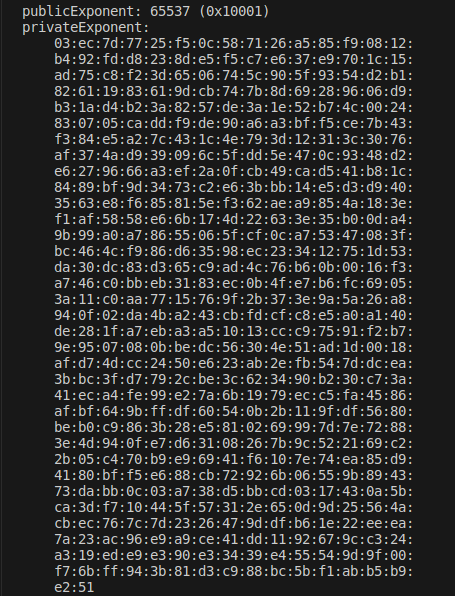 publicExponent: 65537 (0x10001)
privateExponent:
03:ec:7d:77:25:f5:0c:58:71:26:a5:85:f9:08:12:
b4:92:fd:d8:23:8d:e5:f5:c7:e6:37:e9:70:1c:15:
ad:75:c8:f2:3d:65:06:74:5c:90:5f:93:54:d2:b1:
82:61:19:83:61:9d:cb:74:7b:8d:69:28:96:06:d9:
b3:1a:d4:b2:3a:82:57:de:3a:1e:52:b7:4c:00:24:
83:07:05:ca:dd:f9:de:90:a6:a3:bf:f5:ce:7b:43:
f3:84:e5:a2:7c:43:1c:4e:79:3d:12:31:3c:30:76:
af:37:4a:d9:39:09:6c:5f:dd:5e:47:0c:93:48:d2:
e6:27:96:66:a3:ef:2a:0f:cb:49:ca:d5:41:b8:1c:
84:89:bf:9d:34:73:c2:e6:3b:bb:14:e5:d3:d9:40:
35:63:e8:f6:85:81:5e:f3:62:ae:a9:85:4a:18:3e:
f1:af:58:58:e6:6b:17:4d:22:63:3e:35:b0:0d:a4:
9b:99:a0:a7:86:55:06:5f:cf:0c:a7:53:47:08:3f:
bc:46:4c:f9:86:d6:35:98:ec:23:34:12:75:1d:53:
da:30:dc:83:d3:65:c9:ad:4c:76:b6:0b:00:16:f3:
a7:46:c0:bb:eb:31:83:ec:0b:4f:e7:b6:fc:69:05:
3a:11:c0:aa:77:15:76:9f:2b:37:3e:9a:5a:26:a8:
94:0f:02:da:4b:a2:43:cb:fd:cf:c8:e5:a0:a1:40:
de:28:1f:a7:eb:a3:a5:10:13:cc:c9:75:91:f2:b7:
9e:95:07:08:0b:be:dc:56:30:4e:51:ad:1d:00:18:
af:d7:4d:cc:24:50:e6:23:ab:2e:fb:54:7d:dc:ea:
3b:bc:3f:d7:79:2c:be:3c:62:34:90:b2:30:c7:3a:
41:ec:a4:fe:99:e2:7a:6b:19:79:ec:c5:fa:45:86:
af:bf:64:9b:ff:df:60:54:0b:2b:11:9f:df:56:80:
be:b0:c9:86:3b:28:e5:81:02:69:99:7d:7e:72:88:
3e:4d:94:0f:e7:d6:31:08:26:7b:9c:52:21:69:c2:
2b:05:c4:70:b9:e9:69:41:f6:10:7e:74:ea:85:d9:
41:80:bf:f5:e6:88:cb:72:92:6b:06:55:9b:89:43:
73:da:bb:0c:03:a7:38:d5:bb:cd:03:17:43:0a:5b:
ca:3d:f7:10:44:5f:57:31:2e:65:0d:9d:25:56:4a:
cb:ec:76:7c:7d:23:26:47:9d:df:b6:1e:22:ee:ea:
7a:23:ac:96:e9:a9:ce:41:dd:11:92:67:9c:c3:24:
a3:19:ed:e9:e3:90:e3:34:39:e4:55:54:9d:9f:00:
f7:6b:ff:94:3b:81:d3:c9:88:bc:5b:f1:ab:b5:b9:
e2:51